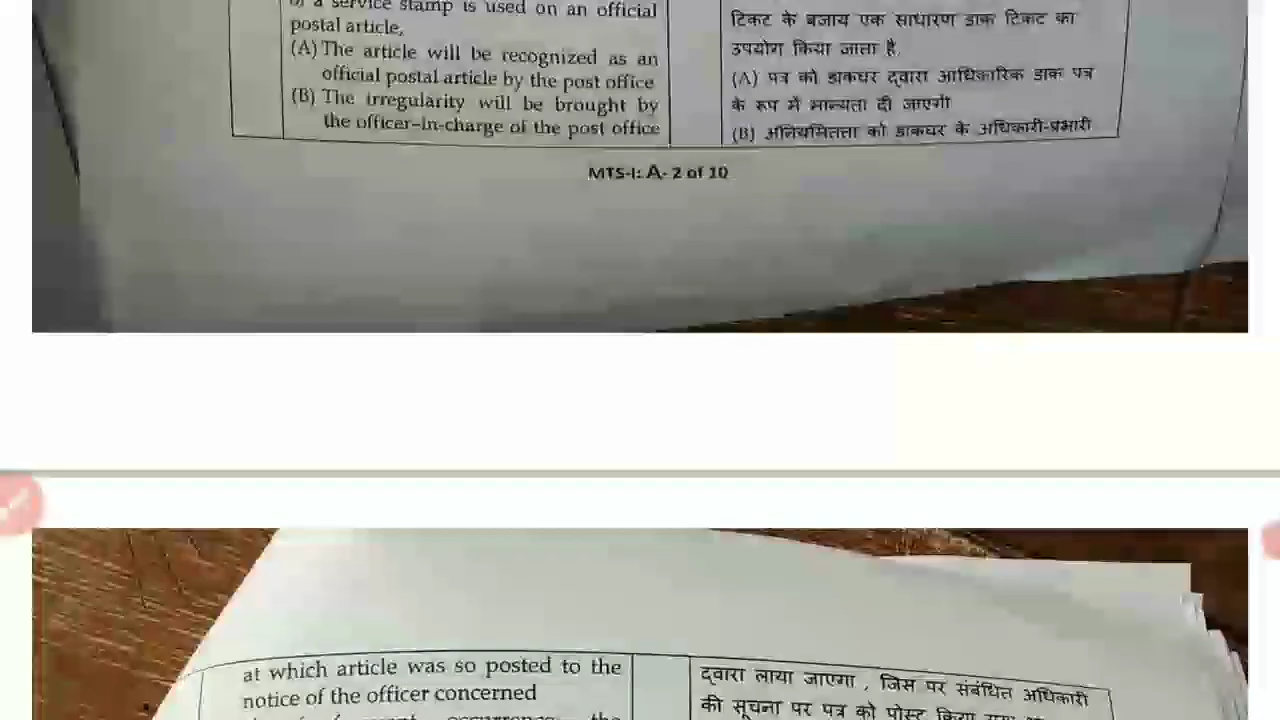 of a service stamp is used on an official
postal article,
(A) The article will be recognized as an
official postal article by the post office
(B) The irregularity will be brought by
the officer-in-charge of the post office
टिकट के बजाय एक साधारण डाक टिकट का
उपयोग किया जाता है,
(A) पत्र को डाकघर द्वारा आधिकारिक डाक पत्र
के रूप में मान्यता दी जाएगी
(B) अनियमितता को डाकघर के अधिकारी-प्रभारी
MTS-I: A- 2 of 10
at which article was so posted to the
notice of the officer concerned
occurrence, the
द्वारा लाया जाएगा , जिस पर संबंधित अधिकारी
की सूचना पर पत्र को पोस्ट किया गया